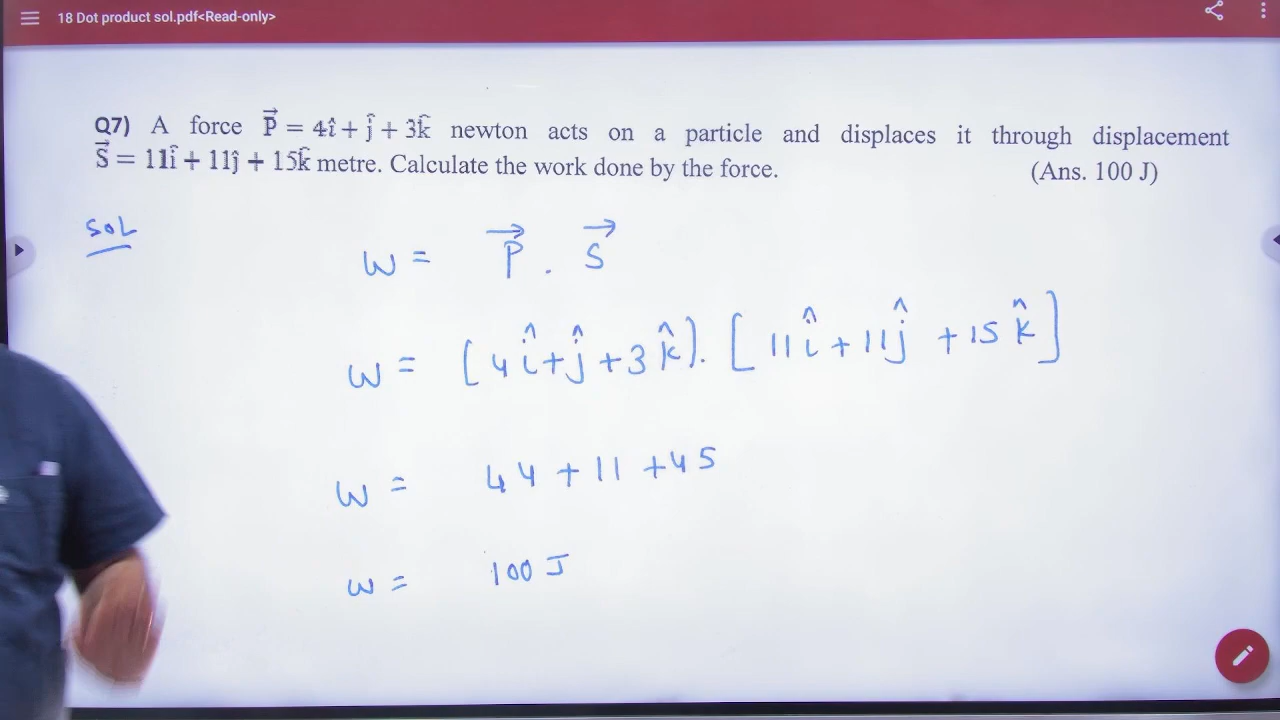 18 Dot product sol.pdf<Read-only>
Q7) A force P⃗ = 4î + ĵ + 3k̂ newton acts on a particle and displaces it through displacement
S⃗ = 11î + 11ĵ + 15k̂ metre. Calculate the work done by the force. (Ans. 100 J)
SOL
W = P⃗ . S⃗
W = [4î + ĵ + 3k̂]. [11î + 11ĵ + 15k̂]
W = 44 + 11 + 45
W = 100 J